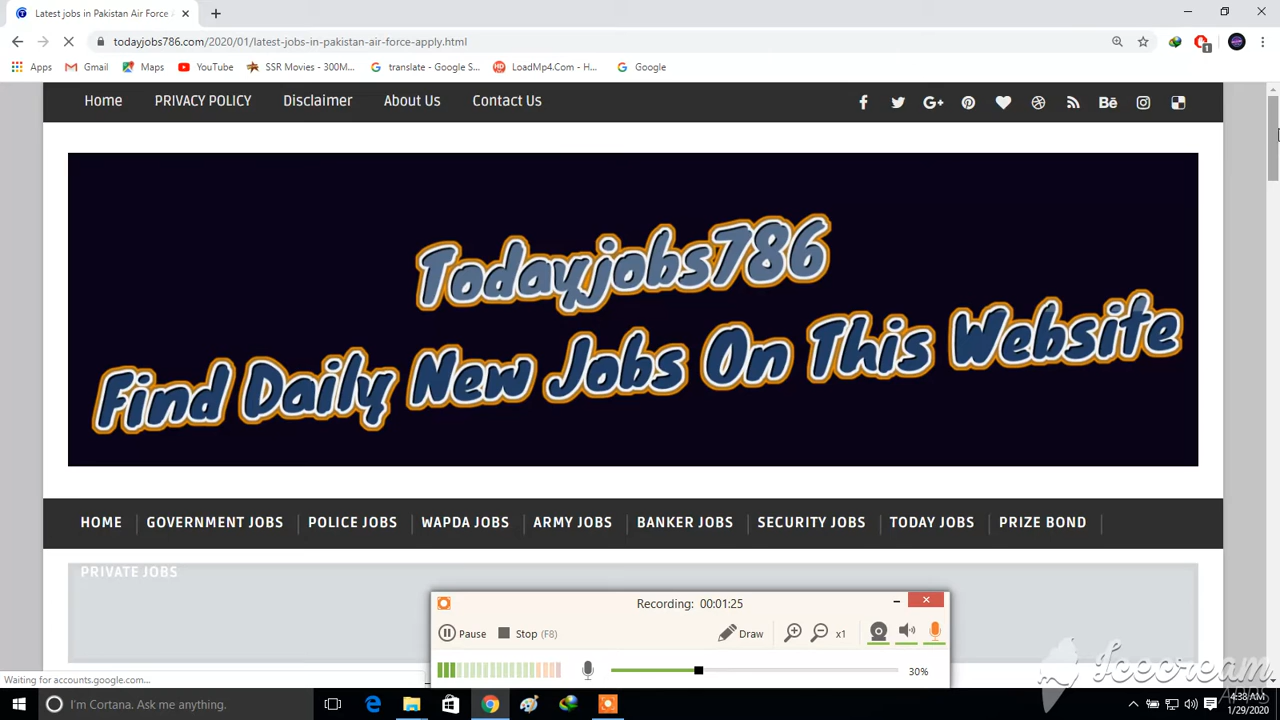 Latest jobs in Pakistan Air Force A
todayjobs786.com/2020/01/latest-jobs-in-pakistan-air-force-apply.html
1
Apps Gmail Maps YouTube SSR Movies - 300M... translate - Google S... LoadMp4.Com - H... Google
Home PRIVACY POLICY Disclaimer About Us Contact Us
Todayjobs786
Find Daily New Jobs On This Website
HOME GOVERNMENT JOBS POLICE JOBS WAPDA JOBS ARMY JOBS BANKER JOBS SECURITY JOBS TODAY JOBS PRIZE BOND
PRIVATE JOBS
Recording: 00:01:25
Pause Stop (F8) Draw x1
30%
Waiting for accounts.google.com...
Icecream
APPS
I'm Cortana. Ask me anything.
4:38 AM
1/29/2020